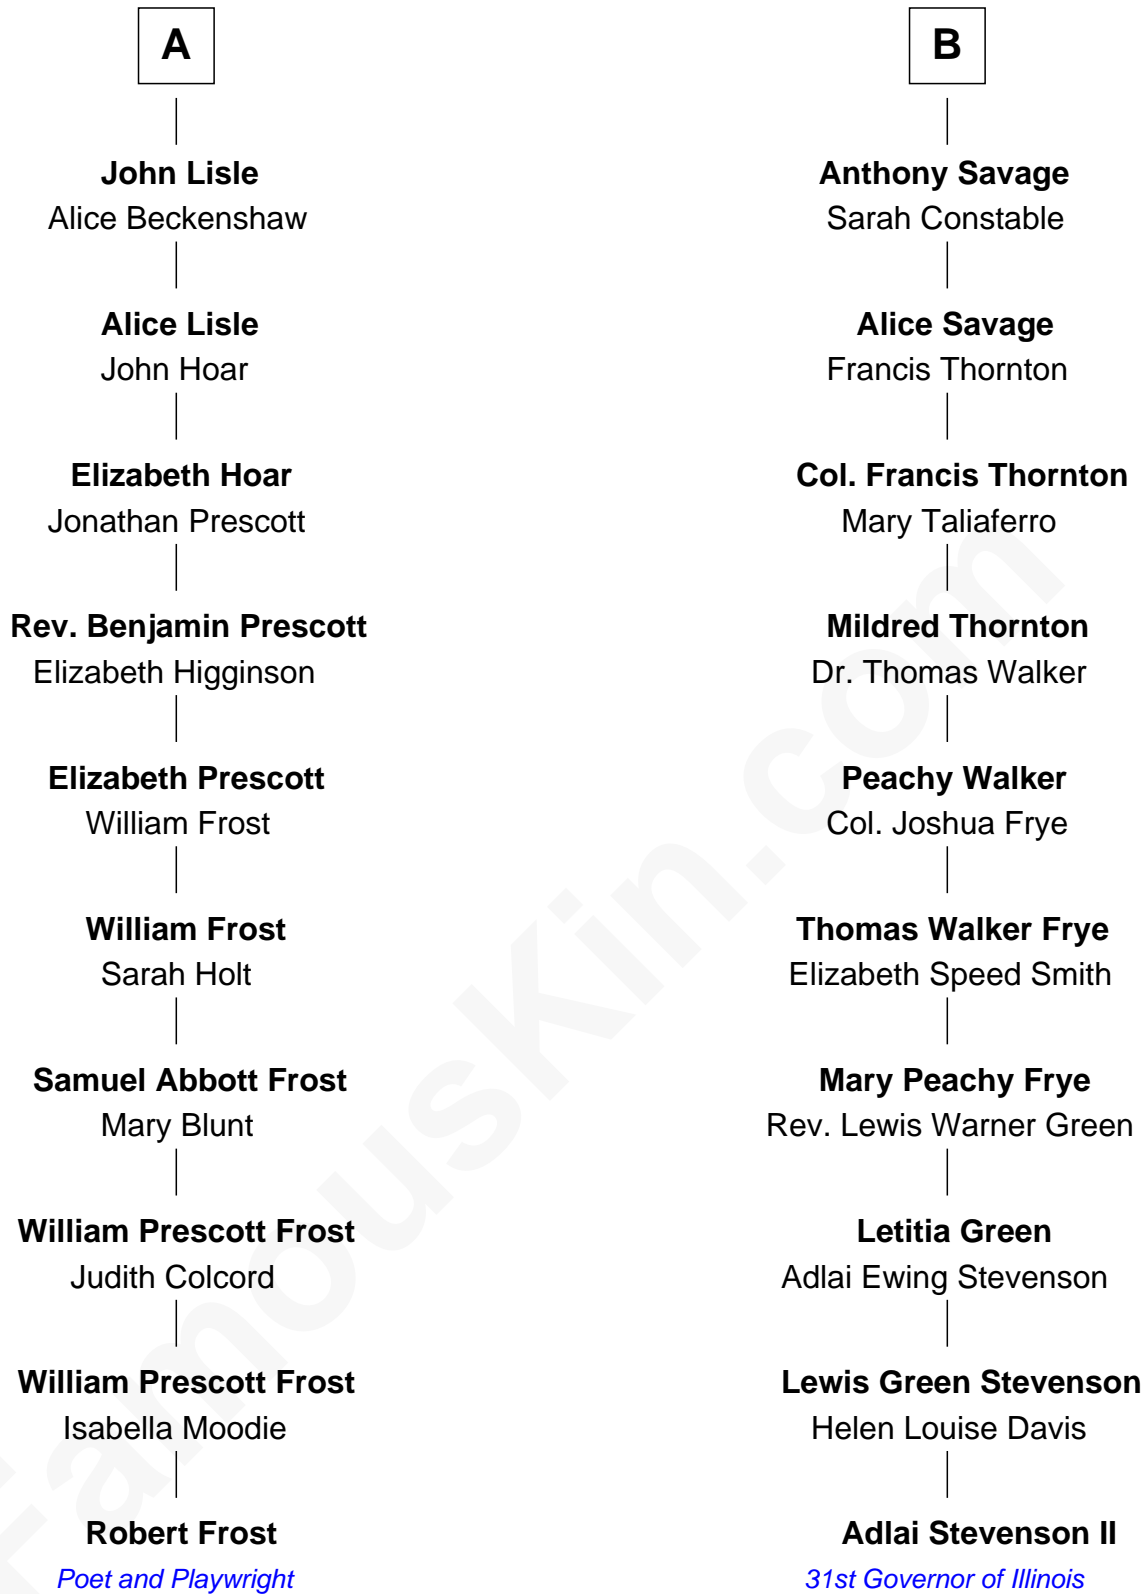 A
John Lisle
Alice Beckenshaw
Alice Lisle
John Hoar
Elizabeth Hoar
Jonathan Prescott
Rev. Benjamin Prescott
Elizabeth Higginson
Elizabeth Prescott
William Frost
William Frost
Sarah Holt
Samuel Abbott Frost
Mary Blunt
William Prescott Frost
Judith Colcord
William Prescott Frost
Isabella Moodie
Robert Frost
Poet and Playwright
B
Anthony Savage
Sarah Constable
Alice Savage
Francis Thornton
Col. Francis Thornton
Mary Taliaferro
Mildred Thornton
Dr. Thomas Walker
Peachy Walker
Col. Joshua Frye
Thomas Walker Frye
Elizabeth Speed Smith
Mary Peachy Frye
Rev. Lewis Warner Green
Letitia Green
Adlai Ewing Stevenson
Lewis Green Stevenson
Helen Louise Davis
Adlai Stevenson II
31st Governor of Illinois
FamousKin.com